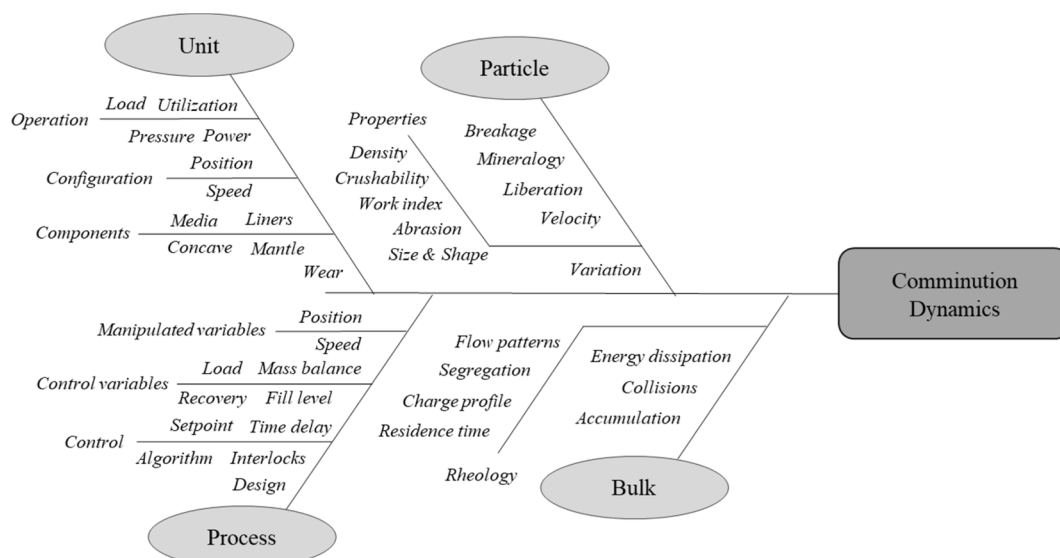 Unit
Particle
Load Utilization
Operation
Pressure Power
Position
Configuration
Speed
Media Liners
Components
Concave Mantle
Wear
Properties
Density
Crushability
Work index
Abrasion
Size & Shape
Breakage
Mineralogy
Liberation
Velocity
Variation
Comminution
Dynamics
Position
Manipulated variables
Speed
Load Mass balance
Control variables
Recovery Fill level
Setpoint Time delay
Control
Algorithm Interlocks
Design
Process
Flow patterns
Segregation
Charge profile
Residence time
Rheology
Energy dissipation
Collisions
Accumulation
Bulk